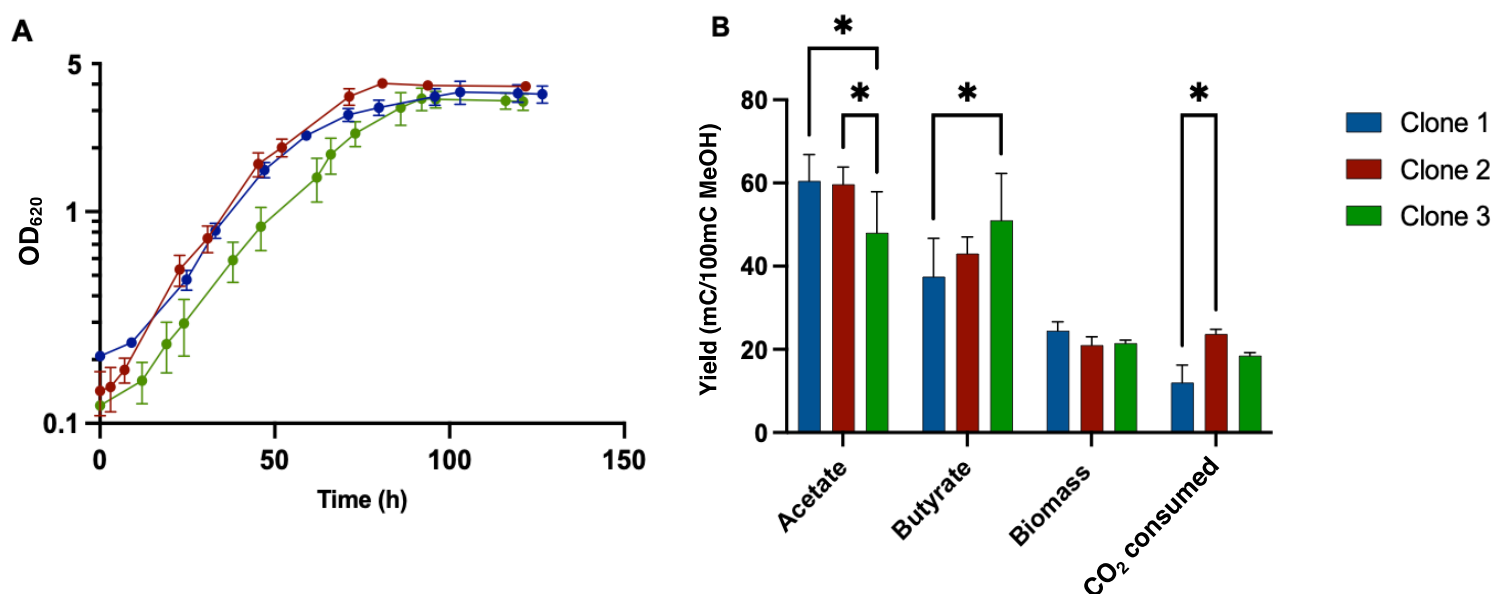 A
5
1
0.1
OD₆₂₀
0
50
100
150
Time (h)
B
*
*
*
*
80
60
40
20
0
Yield (mC/100mC MeOH)
Acetate
Butyrate
Biomass
CO₂ consumed
Clone 1
Clone 2
Clone 3